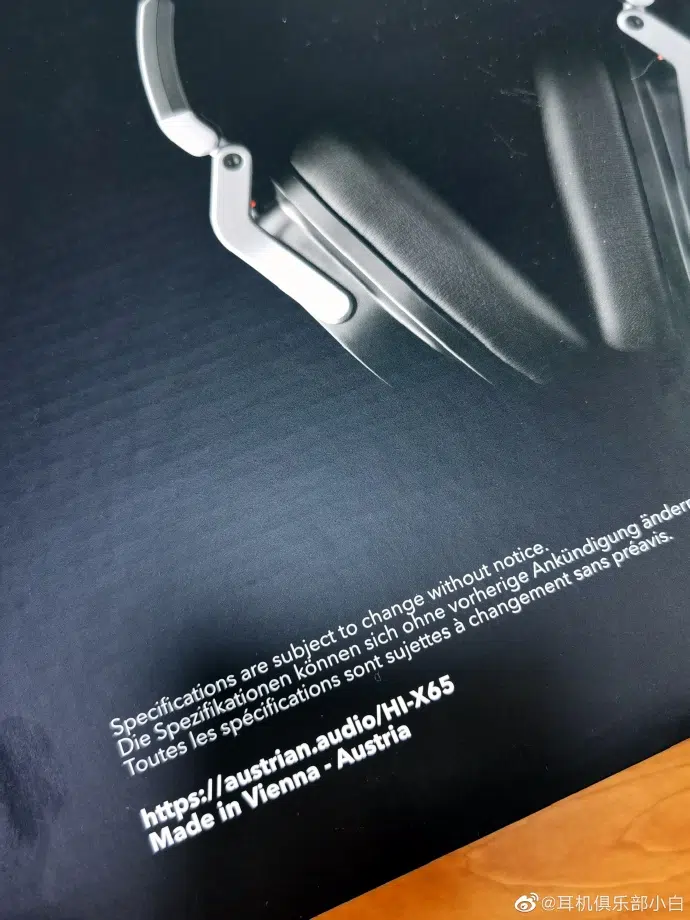 Specifications are subject to change without notice.
Die Spezifikationen können sich ohne vorherige Ankündigung ändern
Toutes les spécifications sont sujettes à changement sans préavis.
https://austrian.audio/HI-X65
Made in Vienna - Austria
@耳机俱乐部小白